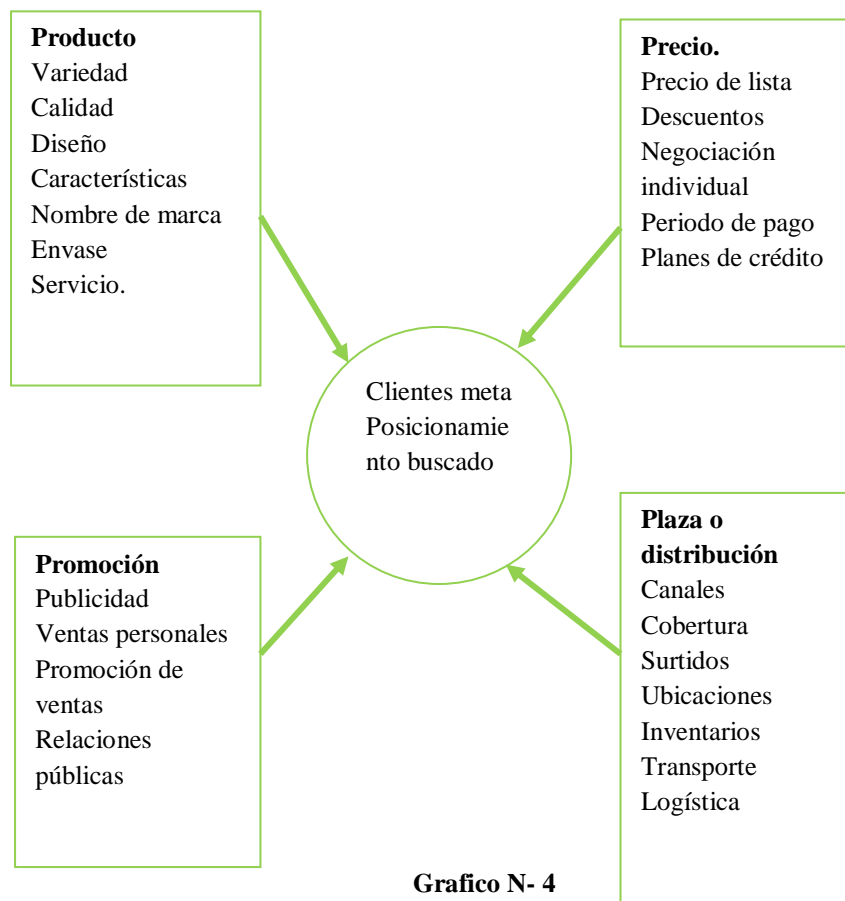 Producto
Variedad
Calidad
Diseño
Características
Nombre de marca
Envase
Servicio.
Precio.
Precio de lista
Descuentos
Negociación
individual
Periodo de pago
Planes de crédito
Clientes meta
Posicionamie
nto buscado
Promoción
Publicidad
Ventas personales
Promoción de
ventas
Relaciones
públicas
Plaza o
distribución
Canales
Cobertura
Surtidos
Ubicaciones
Inventarios
Transporte
Logística
Grafico N- 4